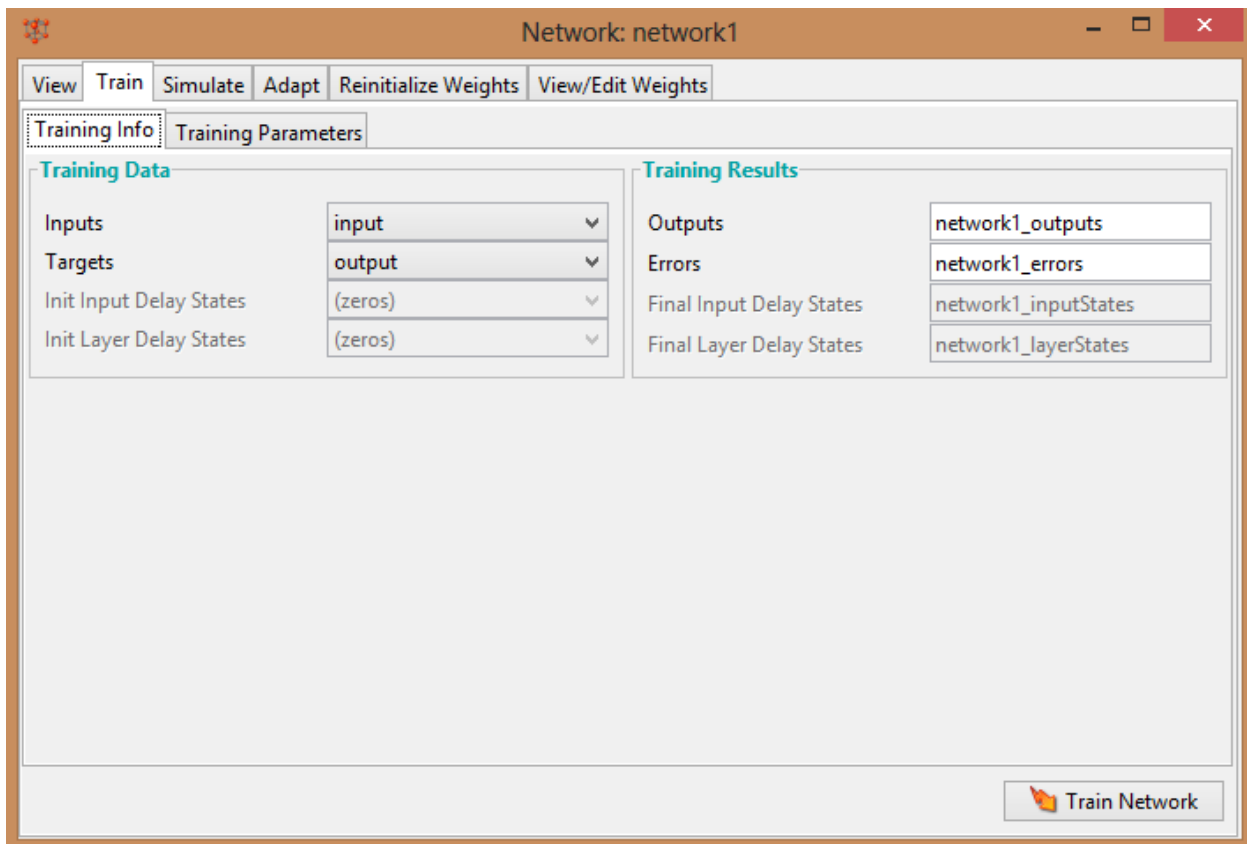 Network: network1
View Train Simulate Adapt Reinitialize Weights View/Edit Weights
Training Info Training Parameters
Training Data
Inputs input
Targets output
Init Input Delay States (zeros)
Init Layer Delay States (zeros)
Training Results
Outputs network1_outputs
Errors network1_errors
Final Input Delay States network1_inputStates
Final Layer Delay States network1_layerStates
Train Network